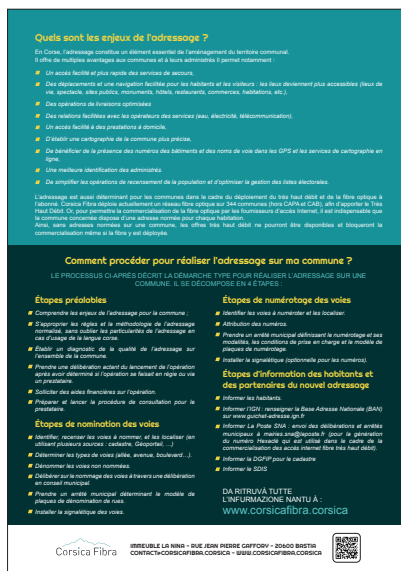 Quels sont les enjeux de l'adressage ?
En Corse, l'adressage constitue un élément essentiel de l'aménagement du territoire communal.
Il offre de multiples avantages aux communes et à leurs administrés Il permet notamment :
Un accès facilité et plus rapide des services de secours,
Des déplacements et une navigation facilitée pour les habitants et les visiteurs : les lieux deviennent plus accessibles (lieux de
vie, spectacle, sites publics, monuments, hôtels, restaurants, commerces, habitations, etc.),
Des opérations de livraisons optimisées
Des relations facilitées avec les opérateurs de services (eau, électricité, télécommunication),
Un accès facilité à des prestations à domicile,
D'établir une cartographie de la commune plus précise,
De bénéficier de la présence des numéros des bâtiments et des noms de voie dans les GPS et les services de cartographie en
ligne,
Une meilleure identification des administrés.
De simplifier les opérations de recensement de la population et d'optimiser la gestion des listes électorales.
L'adressage est aussi déterminant pour les communes dans le cadre du déploiement du très haut débit et de la fibre optique à
l'abonné. Corsica Fibra déploie actuellement un réseau fibre optique sur 344 communes (hors CAPA et CAB), afin d'apporter le Très
Haut Débit. Or, pour permettre la commercialisation de la fibre optique par les fournisseurs d'accès Internet, il est indispensable que
la commune concernée dispose d'une adresse normée pour chaque habitation.
Ainsi, sans adresses normées sur une commune, les offres très haut débit ne pourront être disponibles et bloqueront la
commercialisation même si la fibre y est déployée.
Comment procéder pour réaliser l'adressage sur ma commune ?
LE PROCESSUS CI-APRÈS DÉCRIT LA DÉMARCHE TYPE POUR RÉALISER L'ADRESSAGE SUR UNE
COMMUNE. IL SE DÉCOMPOSE EN 4 ÉTAPES :
Étapes préalables
Comprendre les enjeux de l'adressage pour la commune ;
S'approprier les règles et la méthodologie de l'adressage
normalisé, sans oublier les particularités de l'adressage en
cas d'usage de la langue corse.
Établir un diagnostic de la qualité de l'adressage sur
l'ensemble de la commune.
Prendre une délibération actant du lancement de l'opération
après avoir déterminé si l'opération se faisait en régie ou via
un prestataire.
Solliciter des aides financières sur l'opération.
Préparer et lancer la procédure de consultation pour le
prestataire.
Étapes de nomination des voies
Identifier, recenser les voies à nommer, et les localiser (en
utilisant plusieurs sources : cadastre, Géoportail, ...)
Déterminer les types de voies (allée, avenue, boulevard…).
Dénommer les voies non nommées.
Délibérer sur le nommage des voies à travers une délibération
en conseil municipal.
Prendre un arrêté municipal déterminant le modèle de
plaques de dénomination de rues.
Installer la signalétique des voies.
Étapes de numérotage des voies
Identifier les voies à numéroter et les localiser.
Attribution des numéros.
Prendre un arrêté municipal définissant le numérotage et ses
modalités, les conditions de prise en charge et le modèle de
plaques de numérotage.
Installer la signalétique (optionnelle pour les numéros).
Étapes d'information des habitants et
des partenaires du nouvel adressage
Informer les habitants.
Informer l'IGN : renseigner la Base Adresse Nationale (BAN)
sur www.guichet-adresse.ign.fr
Informer La Poste SNA : envoi des délibérations et arrêtés
municipaux à mairies.sna@laposte.fr (pour la génération
du numéro Hexaclé qui est utilisé dans le cadre de la
commercialisation des accès internet fibre très haut débit).
Informer la DGFIP pour le cadastre
Informer le SDIS
DA RITRUVÀ TUTTE
L'INFURMAZIONE NANTU À :
www.corsicafibra.corsica
Corsica Fibra
IMMEUBLE LA NINA - RUE JEAN PIERRE GAFFORY - 20600 BASTIA
CONTACT@CORSICAFIBRA.CORSICA - WWW.CORSICAFIBRA.CORSICA